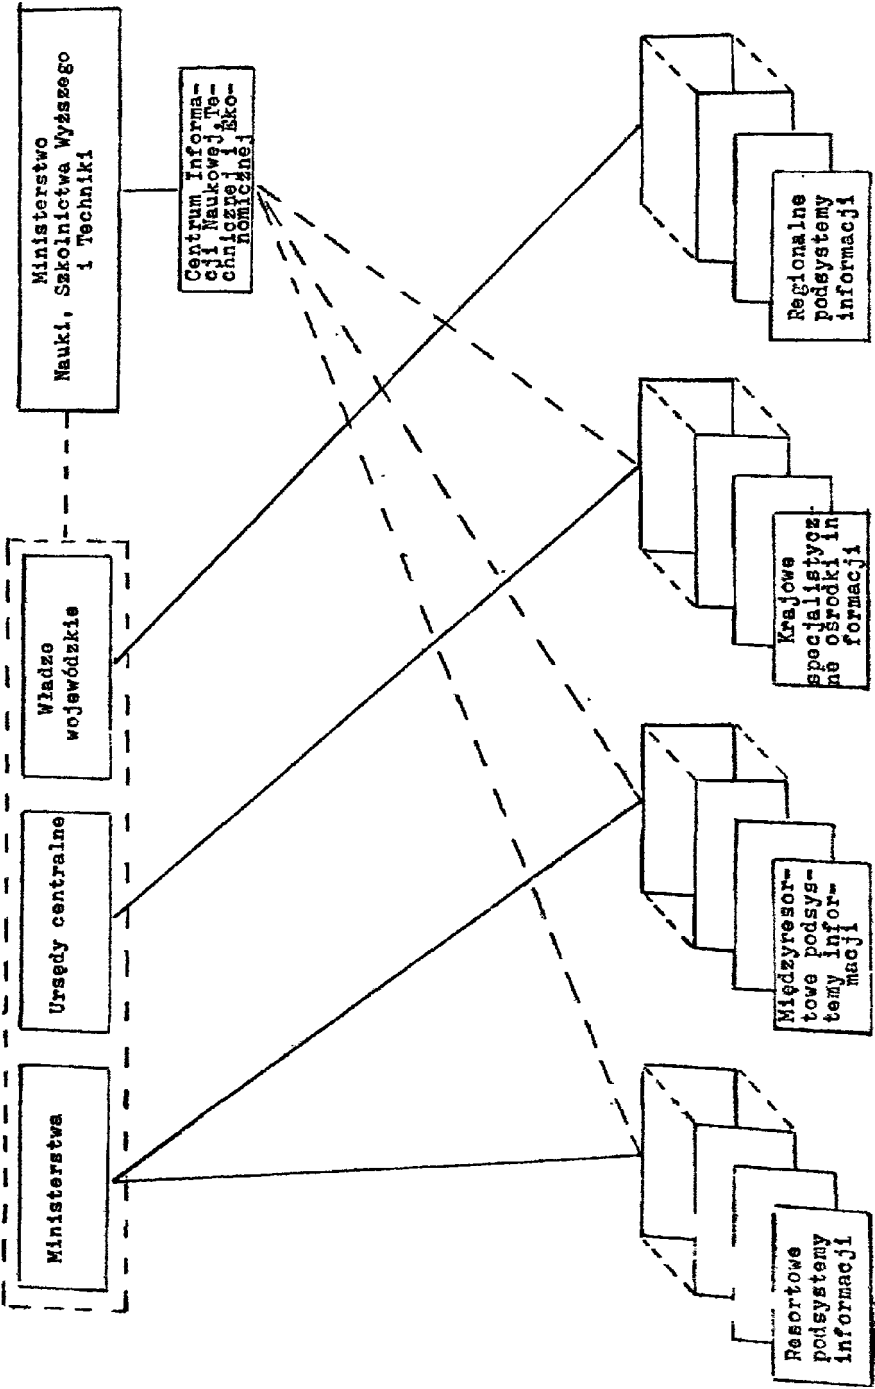 Ministerstwa
Ursędy centralne
Władze
wojewódzkie
Ministerstwo
Nauki, Szkolnictwa Wyższego
i Techniki
Centrum Informa-
cji Naukowej,Te-
chnicznej i Eko-
nomicznej
Resortowe
podsystemy
informacji
Międzyresor-
towe podsys-
temy infor-
macji
Krajowe
specjalistycz-
ne ośrodki in
formacji
Regionalne
podsystemy
informacji